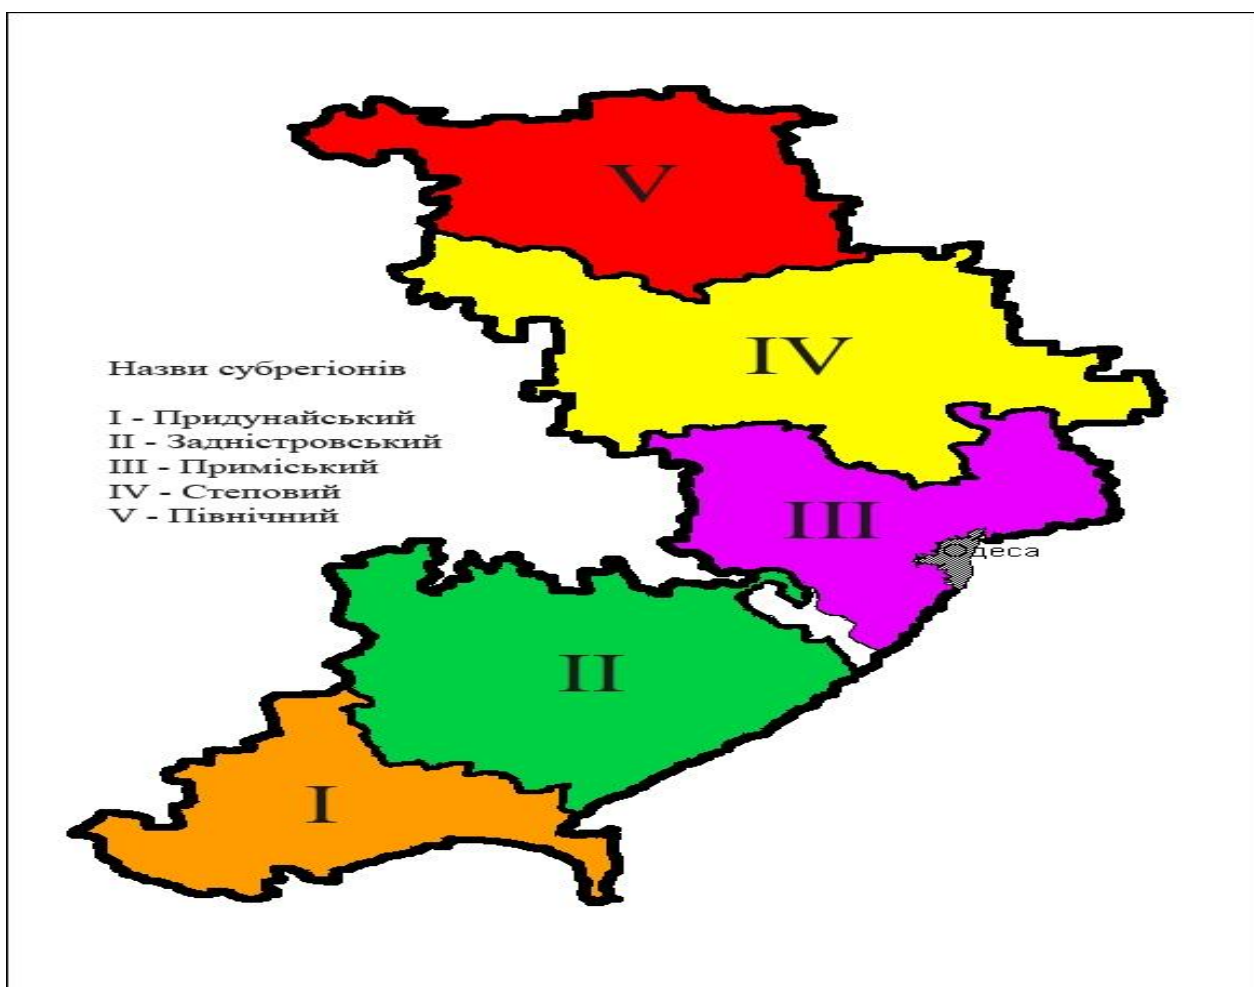 V
IV
Назви субрегіонів
I - Придунайський
II - Задністровський
III - Приміський
IV - Степовий
V - Північний
III
Одеса
II
I